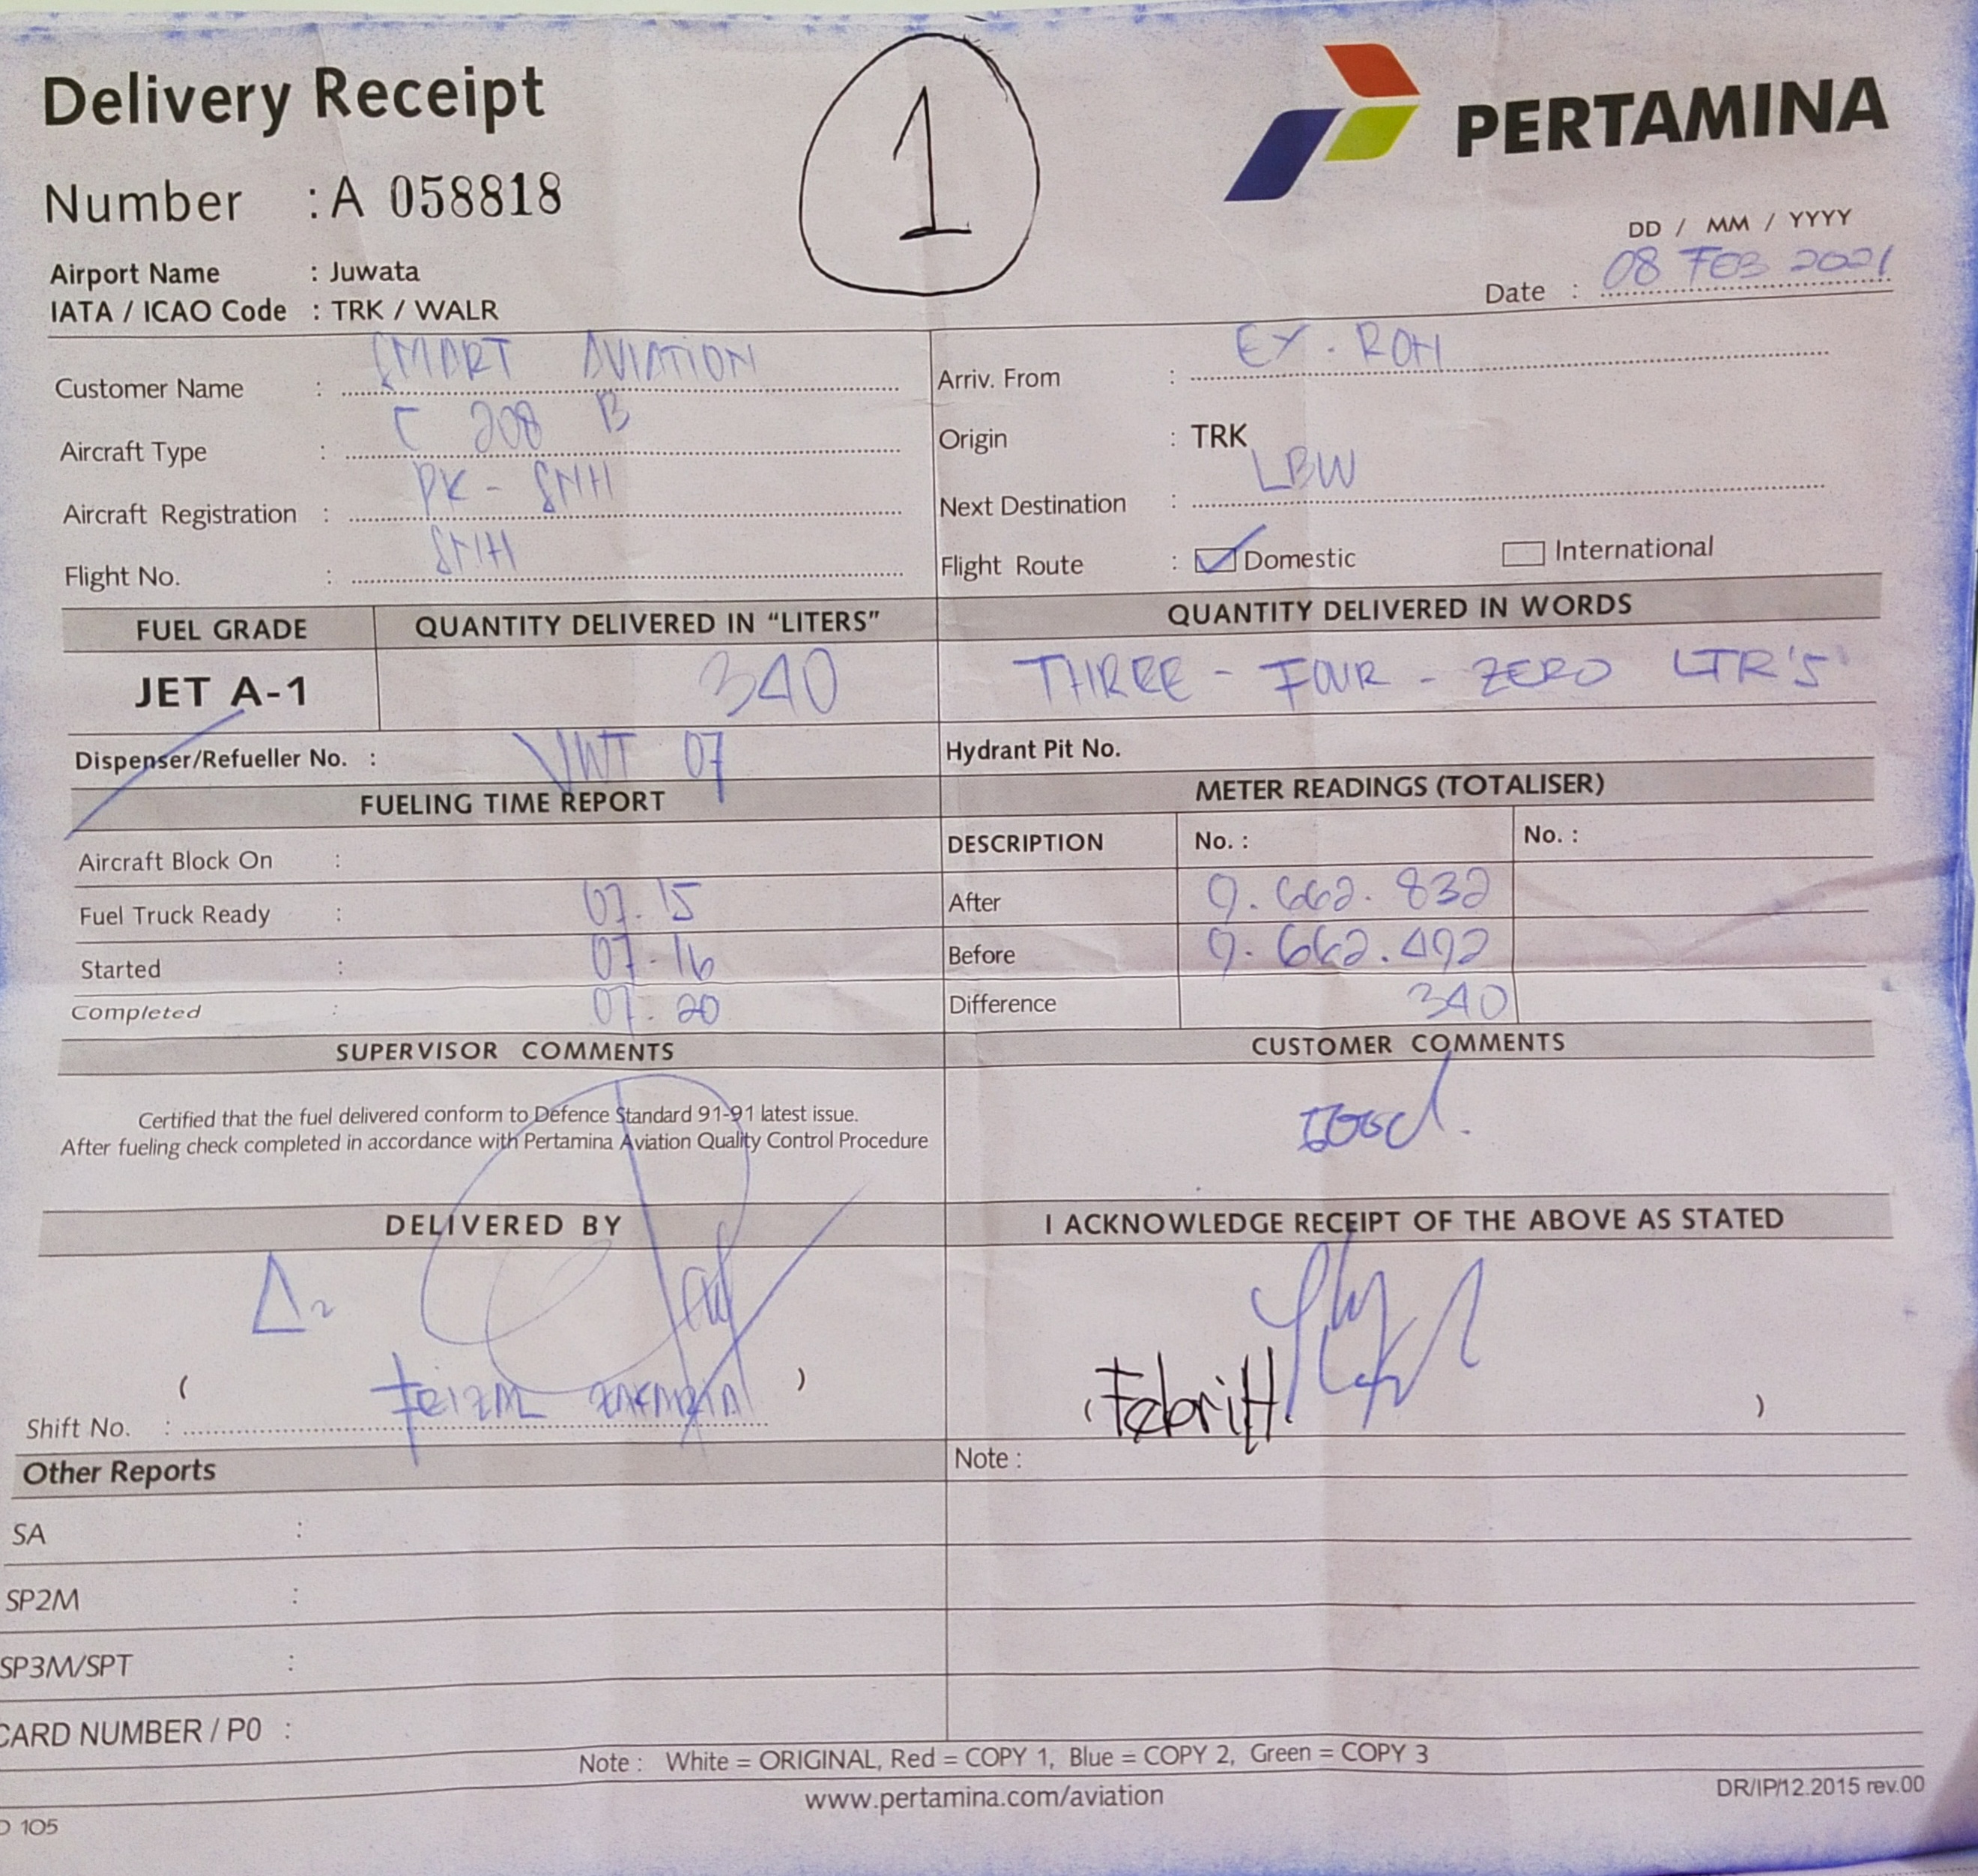 Delivery Receipt
1
PERTAMINA
Number : A 058818
DD / MM / YYYY
Airport Name : Juwata
Date : 08 FEB 2021
IATA / ICAO Code : TRK / WALR
Customer Name : SMART AVIATION
Arriv. From : EX. ROH
Aircraft Type : C 208 B
Origin : TRK
Aircraft Registration : PK - SNH
Next Destination : LBW
Flight No. : SNH
Flight Route : Domestic International
FUEL GRADE QUANTITY DELIVERED IN "LITERS" QUANTITY DELIVERED IN WORDS
JET A-1 340 THREE - FOUR - ZERO LTR'S
Dispenser/Refueller No. : VWT 07 Hydrant Pit No.
FUELING TIME REPORT METER READINGS (TOTALISER)
Aircraft Block On : DESCRIPTION No. : No. :
Fuel Truck Ready : 07.15 After 9.662.832
Started : 07-16 Before 9.662.492
Completed : 07.20 Difference 340
SUPERVISOR COMMENTS CUSTOMER COMMENTS
Certified that the fuel delivered conform to Defence Standard 91-91 latest issue.
After fueling check completed in accordance with Pertamina Aviation Quality Control Procedure
Good.
DELIVERED BY I ACKNOWLEDGE RECEIPT OF THE ABOVE AS STATED
( )
( )
Shift No. :
Other Reports Note :
SA :
SP2M :
SP3M/SPT :
CARD NUMBER / P0 :
Note : White = ORIGINAL, Red = COPY 1, Blue = COPY 2, Green = COPY 3
www.pertamina.com/aviation
DR/IP/12.2015 rev.00
105